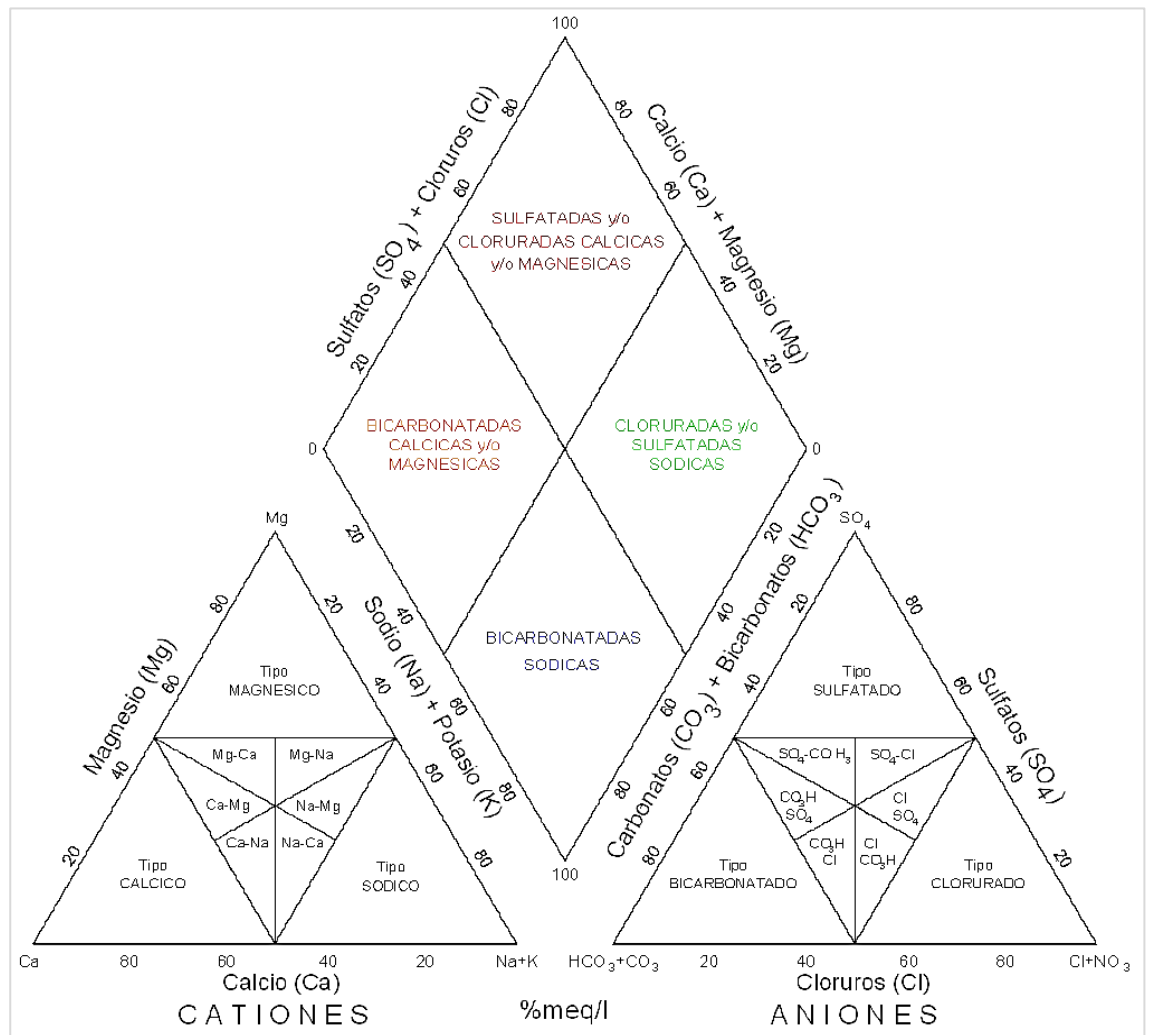 100
80
80
Sulfatos (SO4) + Cloruros (Cl)
Calcio (Ca) + Magnesio (Mg)
60
60
SULFATADAS y/o
CLORURADAS CALCICAS
y/o MAGNESICAS
40
40
20
20
BICARBONATADAS
CALCICAS y/o
MAGNESICAS
CLORURADAS y/o
SULFATADAS
SODICAS
0
0
20
20
Sodio (Na) + Potasio (K)
Carbonatos (CO3) + Bicarbonatos (HCO3)
40
40
BICARBONATADAS
SODICAS
60
60
80
80
100
Mg
80
20
Magnesio (Mg)
60
40
Tipo
MAGNESICO
40
80
Mg-Ca
Mg-Na
Ca-Mg
Na-Mg
Ca-Na
Na-Ca
20
80
Tipo
CALCICO
Tipo
SODICO
Ca
80
60
40
20
Na+K
Calcio (Ca)
CATIONES
%meq/l
SO4
20
80
40
60
Sulfatos (SO4)
Tipo
SULFATADO
60
40
SO4-CO H3
SO4-Cl
CO3H
SO4
Cl
SO4
CO3H
Cl
Cl
CO3H
80
20
Tipo
BICARBONATADO
Tipo
CLORURADO
HCO3+CO3
20
40
60
80
Cl+NO3
Cloruros (Cl)
ANIONES